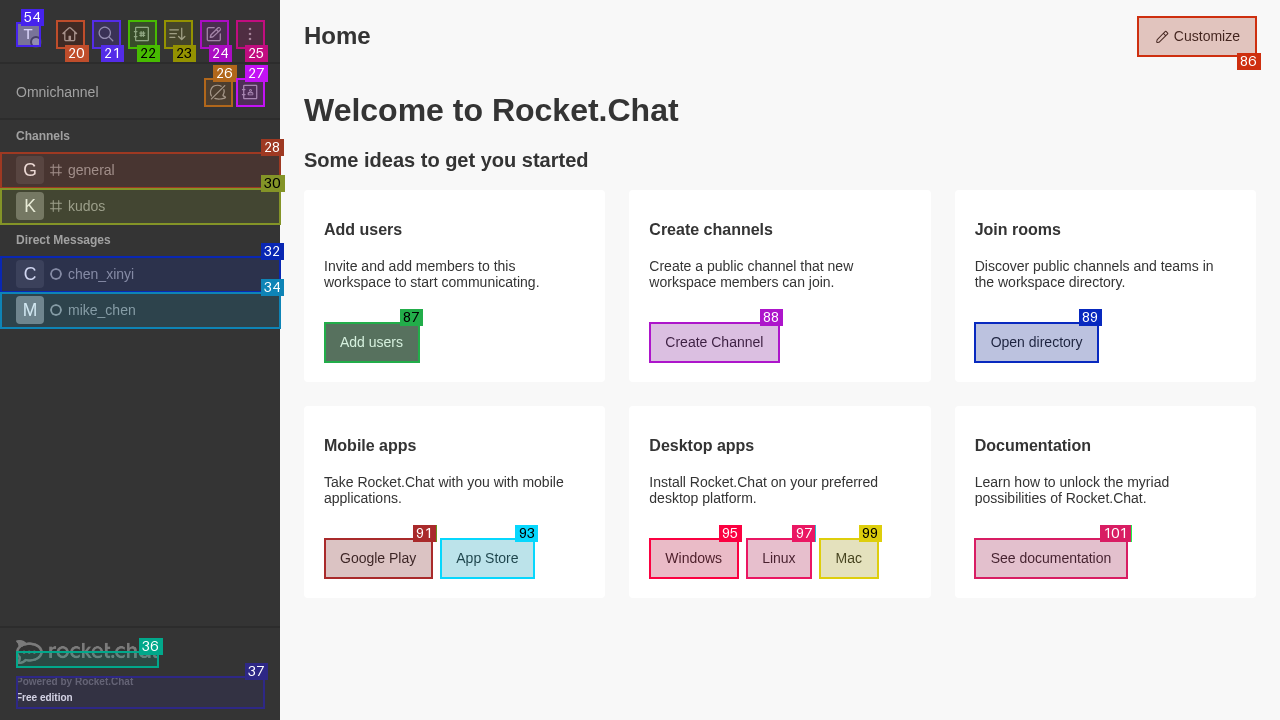 54
T
20
21
22
23
24
25
Omnichannel
26
27
Channels
28
G general
30
K kudos
Direct Messages
32
C chen_xinyi
34
M mike_chen
36
rocket.chat
37
Powered by Rocket.Chat
Free edition
Home
Customize
86
Welcome to Rocket.Chat
Some ideas to get you started
Add users
Invite and add members to this
workspace to start communicating.
87
Add users
Create channels
Create a public channel that new
workspace members can join.
88
Create Channel
Join rooms
Discover public channels and teams in
the workspace directory.
89
Open directory
Mobile apps
Take Rocket.Chat with you with mobile
applications.
91
Google Play
93
App Store
Desktop apps
Install Rocket.Chat on your preferred
desktop platform.
95
Windows
97
Linux
99
Mac
Documentation
Learn how to unlock the myriad
possibilities of Rocket.Chat.
101
See documentation